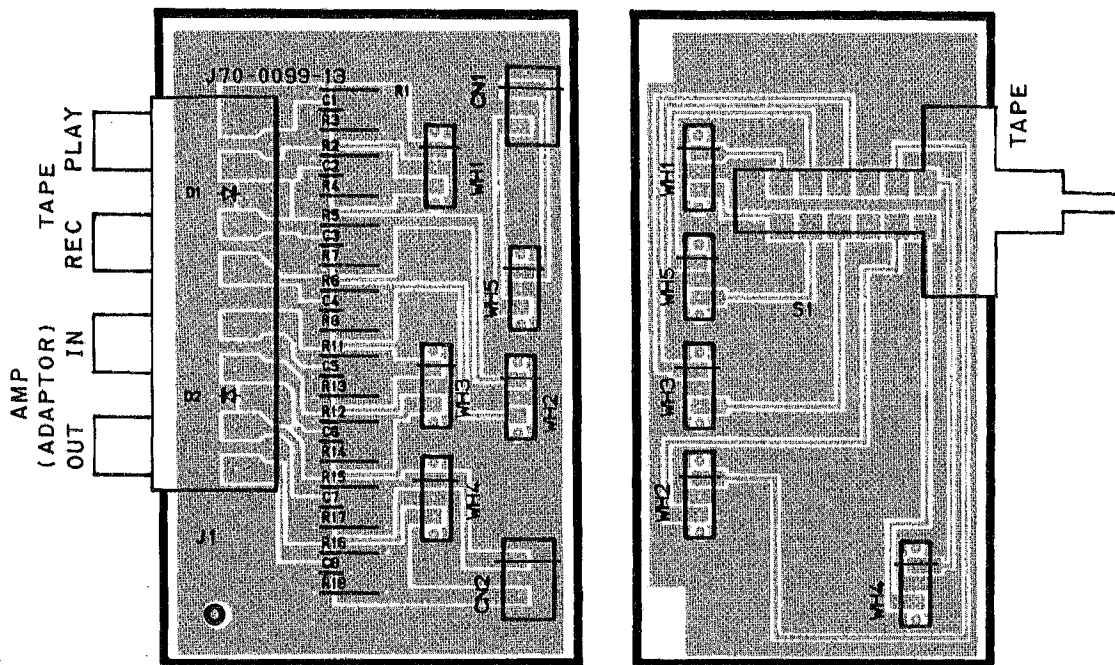 J70-0099-13
R1
C1
R3
R2
C3
R4
R5
C3
R7
R6
C4
R8
R11
C5
R13
R12
C6
R14
R15
C7
R17
R16
C8
R18
D1
D2
J1
TAPE
PLAY
REC
AMP
(ADAPTOR)
IN
OUT
CN1
WH1
WH5
WH3
WH2
WH4
CN2
WH1
WH5
WH3
WH2
WH4
S1
TAPE